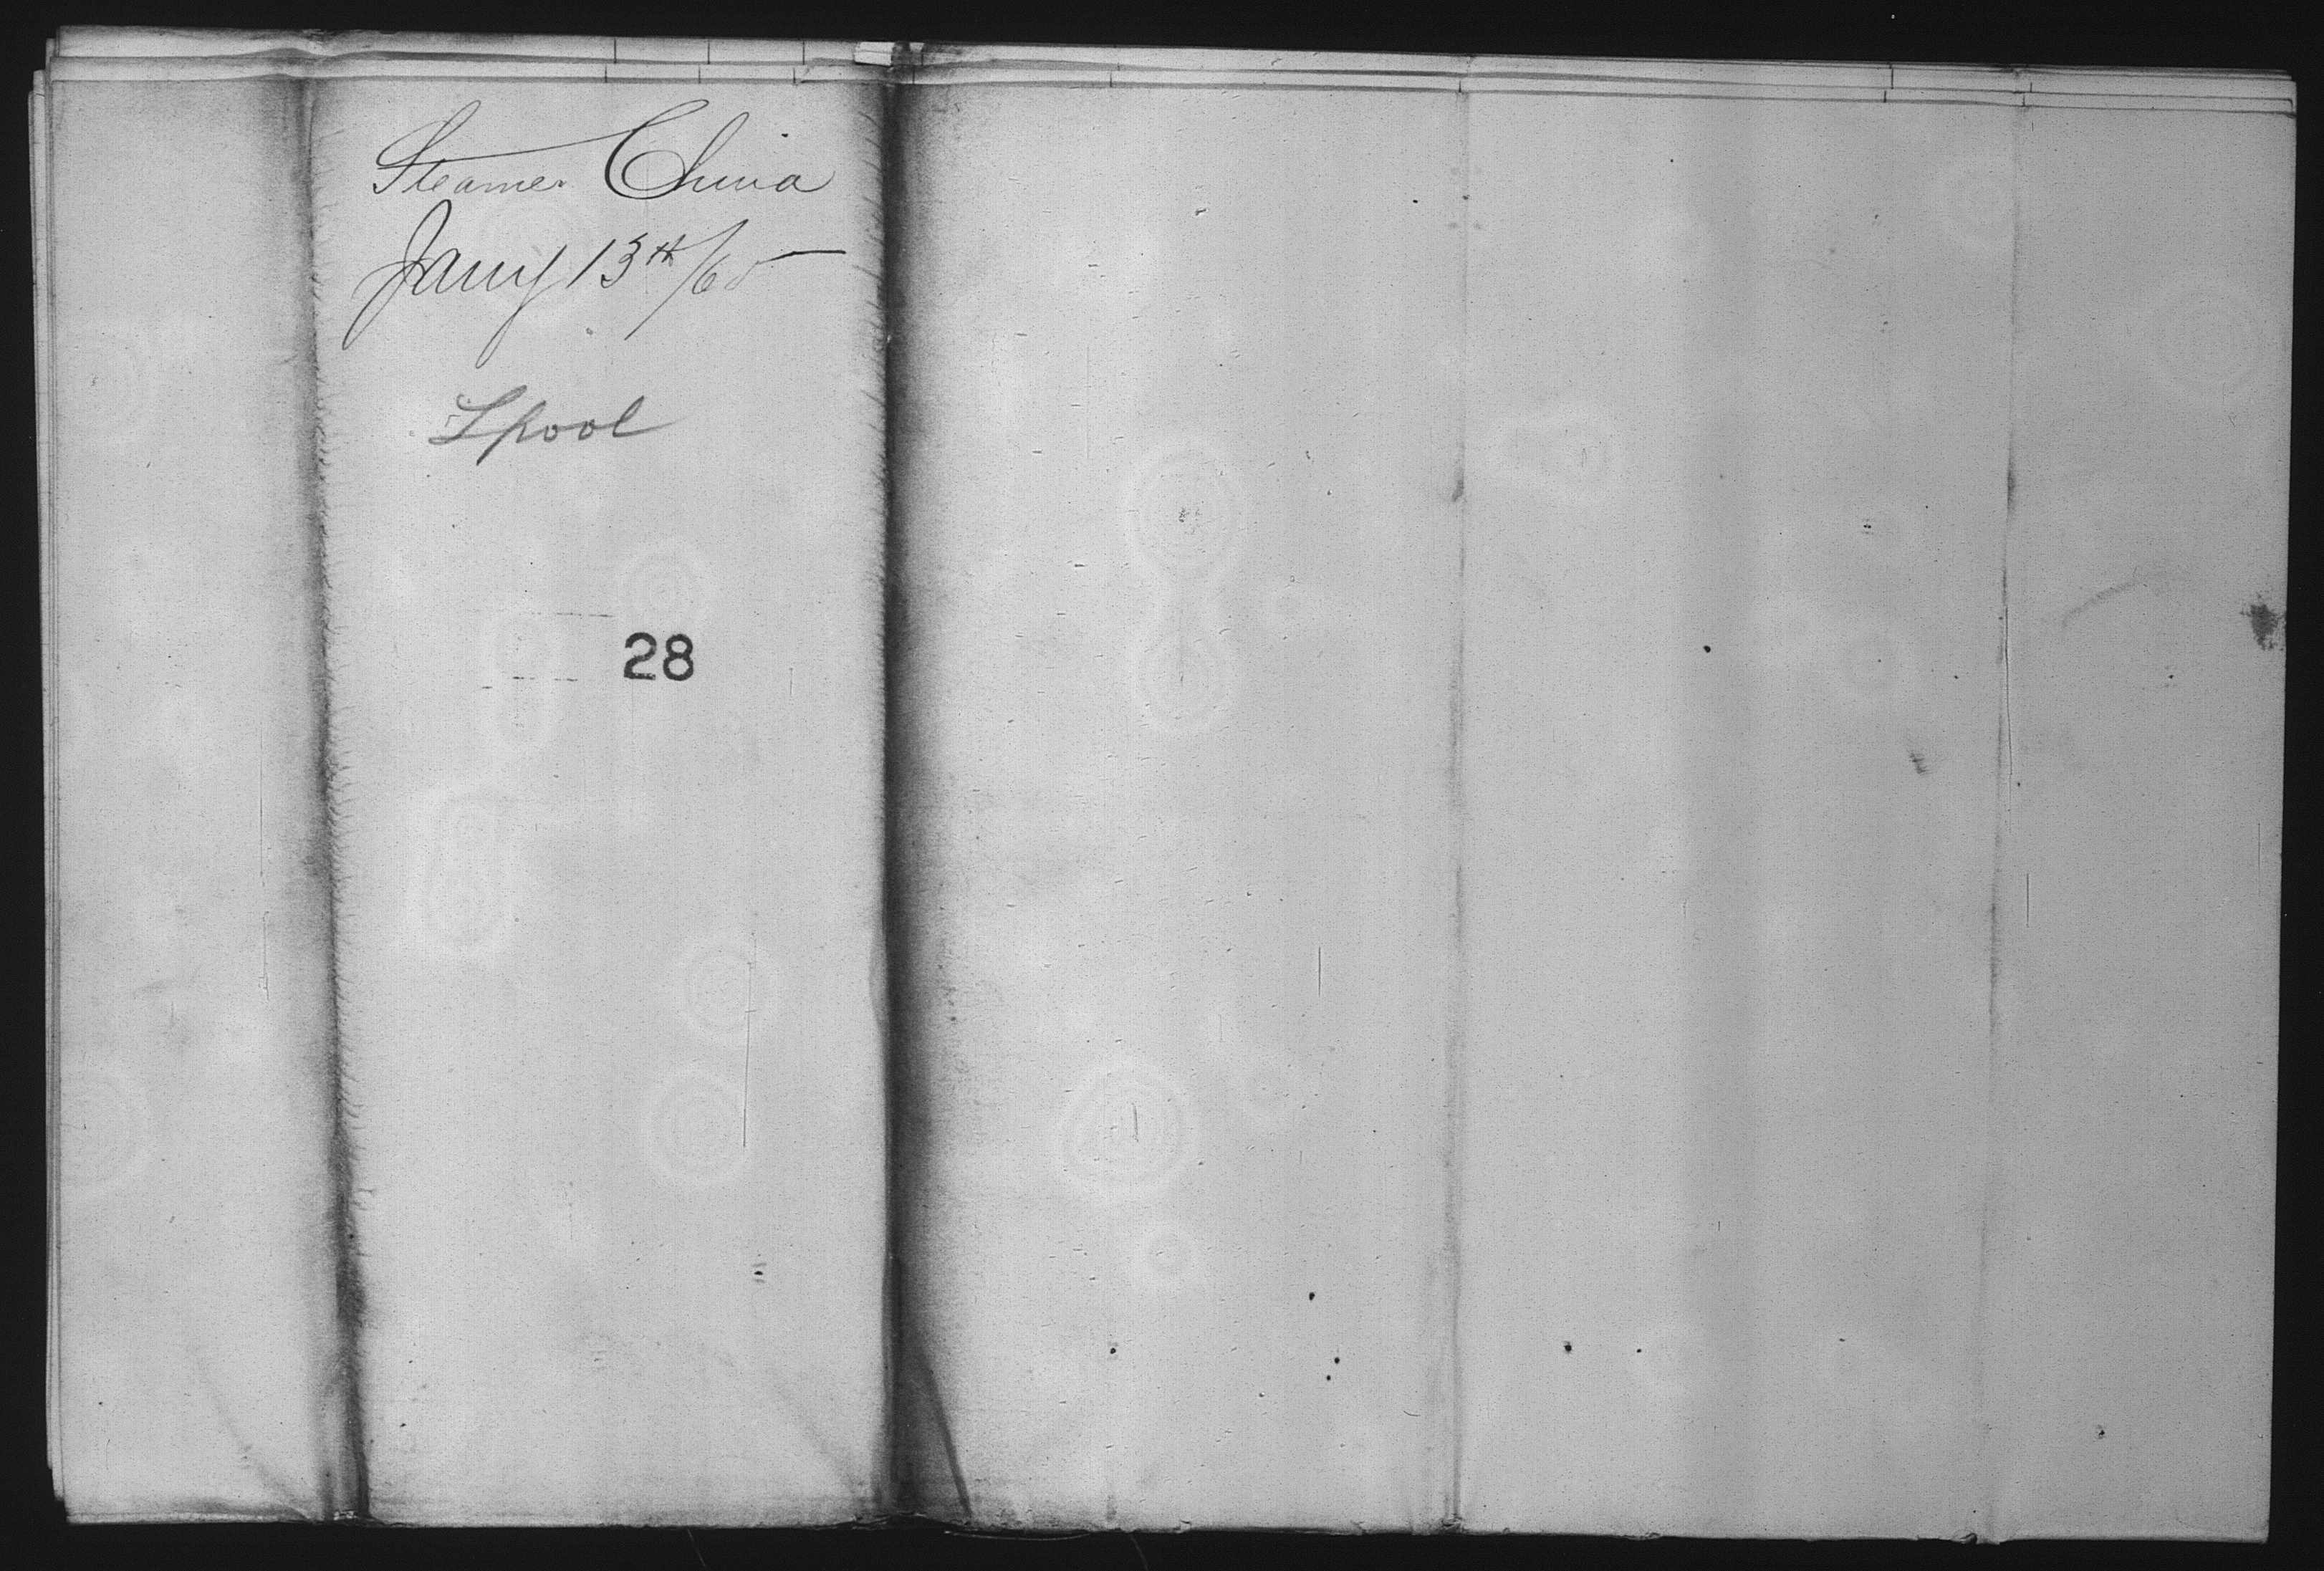 Steamer China
Jany 13th/65
Lpool
28